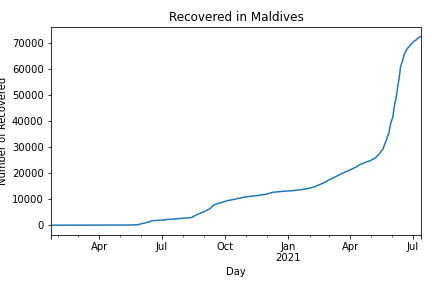 Recovered in Maldives
70000
60000
50000
40000
30000
20000
10000
0
Number of Recovered
Apr Jul Oct Jan Apr Jul
2021
Day